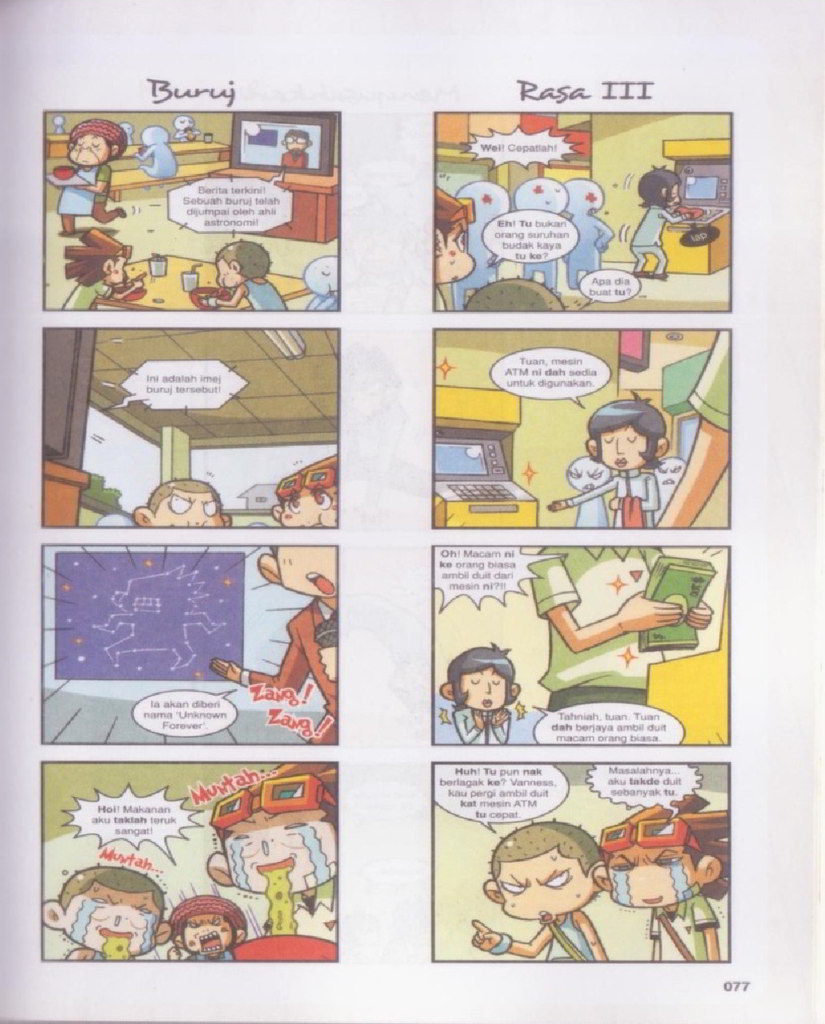 Buruj
Berita terkini!
Sebuah buruj telah
dijumpai oleh ahli
astronomi!
Ini adalah imej
buruj tersebut!
Ia akan diberi
nama 'Unknown
Forever'.
Zang!
Zang!!
Muntah...
Hoi! Makanan
aku taklah teruk
sangat!
Muntah...
Rasa III
Wei! Cepatlah!
Eh! Tu bukan
orang suruhan
budak kaya
tu ke?
lap
Apa dia
buat tu?
Tuan, mesin
ATM ni dah sedia
untuk digunakan.
Oh! Macam ni
ke orang biasa
ambil duit dari
mesin ni?!!
Tahniah, tuan. Tuan
dah berjaya ambil duit
macam orang biasa.
Huh! Tu pun nak
berlagak ke? Vanness,
kau pergi ambil duit
kat mesin ATM
tu cepat.
Masalahnya...
aku takde duit
sebanyak tu.
077